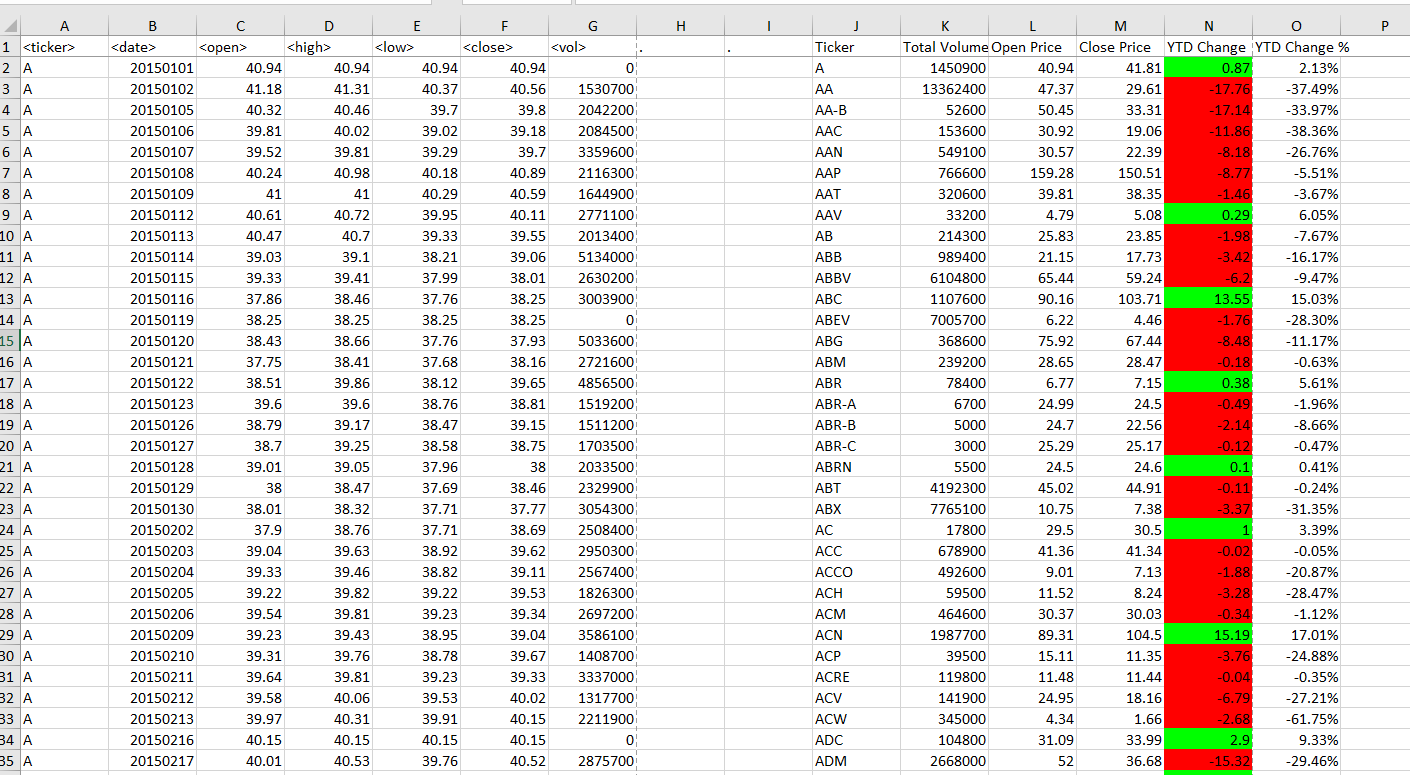 A B C D E F G H I J K L M N O P
1 <ticker> <date> <open> <high> <low> <close> <vol> . . Ticker Total Volume Open Price Close Price YTD Change YTD Change %
2 A 20150101 40.94 40.94 40.94 40.94 0 A 1450900 40.94 41.81 0.87 2.13%
3 A 20150102 41.18 41.31 40.37 40.56 1530700 AA 13362400 47.37 29.61 -17.76 -37.49%
4 A 20150105 40.32 40.46 39.7 39.8 2042200 AA-B 52600 50.45 33.31 -17.14 -33.97%
5 A 20150106 39.81 40.02 39.02 39.18 2084500 AAC 153600 30.92 19.06 -11.86 -38.36%
6 A 20150107 39.52 39.81 39.29 39.7 3359600 AAN 549100 30.57 22.39 -8.18 -26.76%
7 A 20150108 40.24 40.98 40.18 40.89 2116300 AAP 766600 159.28 150.51 -8.77 -5.51%
8 A 20150109 41 41 40.29 40.59 1644900 AAT 320600 39.81 38.35 -1.46 -3.67%
9 A 20150112 40.61 40.72 39.95 40.11 2771100 AAV 33200 4.79 5.08 0.29 6.05%
10 A 20150113 40.47 40.7 39.33 39.55 2013400 AB 214300 25.83 23.85 -1.98 -7.67%
11 A 20150114 39.03 39.1 38.21 39.06 5134000 ABB 989400 21.15 17.73 -3.42 -16.17%
12 A 20150115 39.33 39.41 37.99 38.01 2630200 ABBV 6104800 65.44 59.24 -6.2 -9.47%
13 A 20150116 37.86 38.46 37.76 38.25 3003900 ABC 1107600 90.16 103.71 13.55 15.03%
14 A 20150119 38.25 38.25 38.25 38.25 0 ABEV 7005700 6.22 4.46 -1.76 -28.30%
15 A 20150120 38.43 38.66 37.76 37.93 5033600 ABG 368600 75.92 67.44 -8.48 -11.17%
16 A 20150121 37.75 38.41 37.68 38.16 2721600 ABM 239200 28.65 28.47 -0.18 -0.63%
17 A 20150122 38.51 39.86 38.12 39.65 4856500 ABR 78400 6.77 7.15 0.38 5.61%
18 A 20150123 39.6 39.6 38.76 38.81 1519200 ABR-A 6700 24.99 24.5 -0.49 -1.96%
19 A 20150126 38.79 39.17 38.47 39.15 1511200 ABR-B 5000 24.7 22.56 -2.14 -8.66%
20 A 20150127 38.7 39.25 38.58 38.75 1703500 ABR-C 3000 25.29 25.17 -0.12 -0.47%
21 A 20150128 39.01 39.05 37.96 38 2033500 ABRN 5500 24.5 24.6 0.1 0.41%
22 A 20150129 38 38.47 37.69 38.46 2329900 ABT 4192300 45.02 44.91 -0.11 -0.24%
23 A 20150130 38.01 38.32 37.71 37.77 3054300 ABX 7765100 10.75 7.38 -3.37 -31.35%
24 A 20150202 37.9 38.76 37.71 38.69 2508400 AC 17800 29.5 30.5 1 3.39%
25 A 20150203 39.04 39.63 38.92 39.62 2950300 ACC 678900 41.36 41.34 -0.02 -0.05%
26 A 20150204 39.33 39.46 38.82 39.11 2567400 ACCO 492600 9.01 7.13 -1.88 -20.87%
27 A 20150205 39.22 39.82 39.22 39.53 1826300 ACH 59500 11.52 8.24 -3.28 -28.47%
28 A 20150206 39.54 39.81 39.23 39.34 2697200 ACM 464600 30.37 30.03 -0.34 -1.12%
29 A 20150209 39.23 39.43 38.95 39.04 3586100 ACN 1987700 89.31 104.5 15.19 17.01%
30 A 20150210 39.31 39.76 38.78 39.67 1408700 ACP 39500 15.11 11.35 -3.76 -24.88%
31 A 20150211 39.64 39.81 39.23 39.33 3337000 ACRE 119800 11.48 11.44 -0.04 -0.35%
32 A 20150212 39.58 40.06 39.53 40.02 1317700 ACV 141900 24.95 18.16 -6.79 -27.21%
33 A 20150213 39.97 40.31 39.91 40.15 2211900 ACW 345000 4.34 1.66 -2.68 -61.75%
34 A 20150216 40.15 40.15 40.15 40.15 0 ADC 104800 31.09 33.99 2.9 9.33%
35 A 20150217 40.01 40.53 39.76 40.52 2875700 ADM 2668000 52 36.68 -15.32 -29.46%